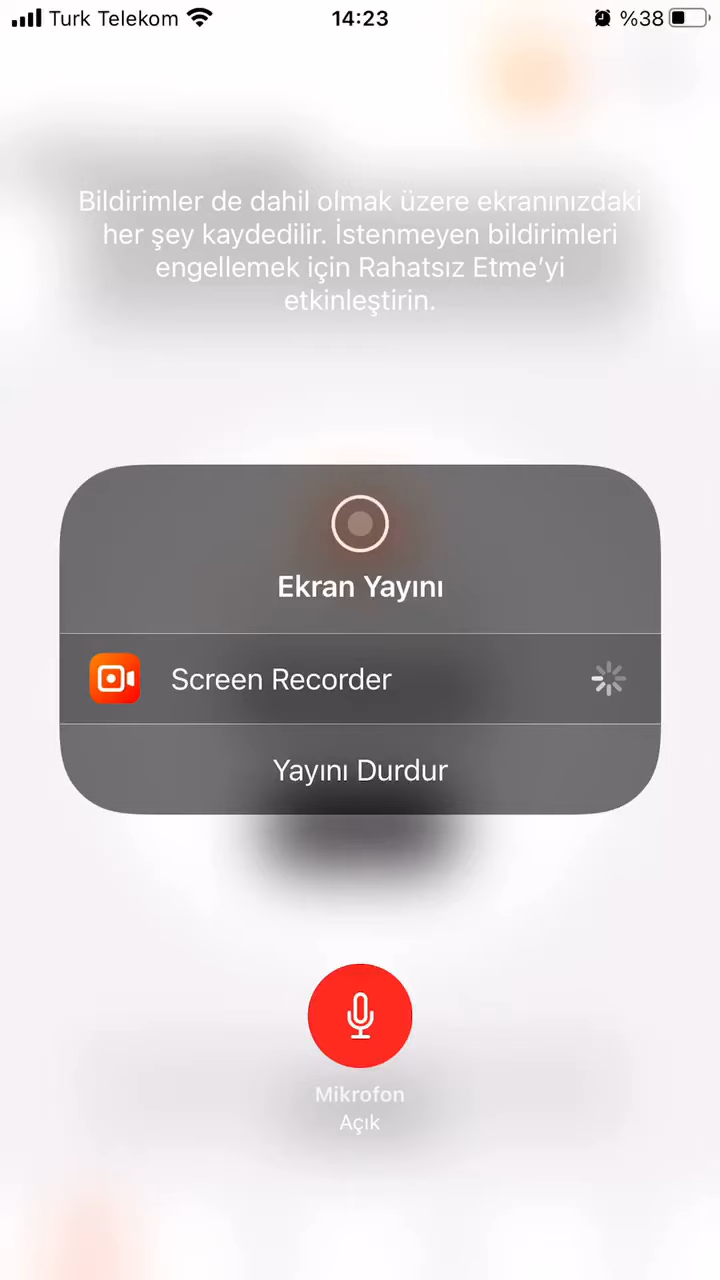 Turk Telekom 14:23 %38
Bildirimler de dahil olmak üzere ekranınızdaki
her şey kaydedilir. İstenmeyen bildirimleri
engellemek için Rahatsız Etme’yi
etkinleştirin.
Ekran Yayını
Screen Recorder
Yayını Durdur
Mikrofon
Açık